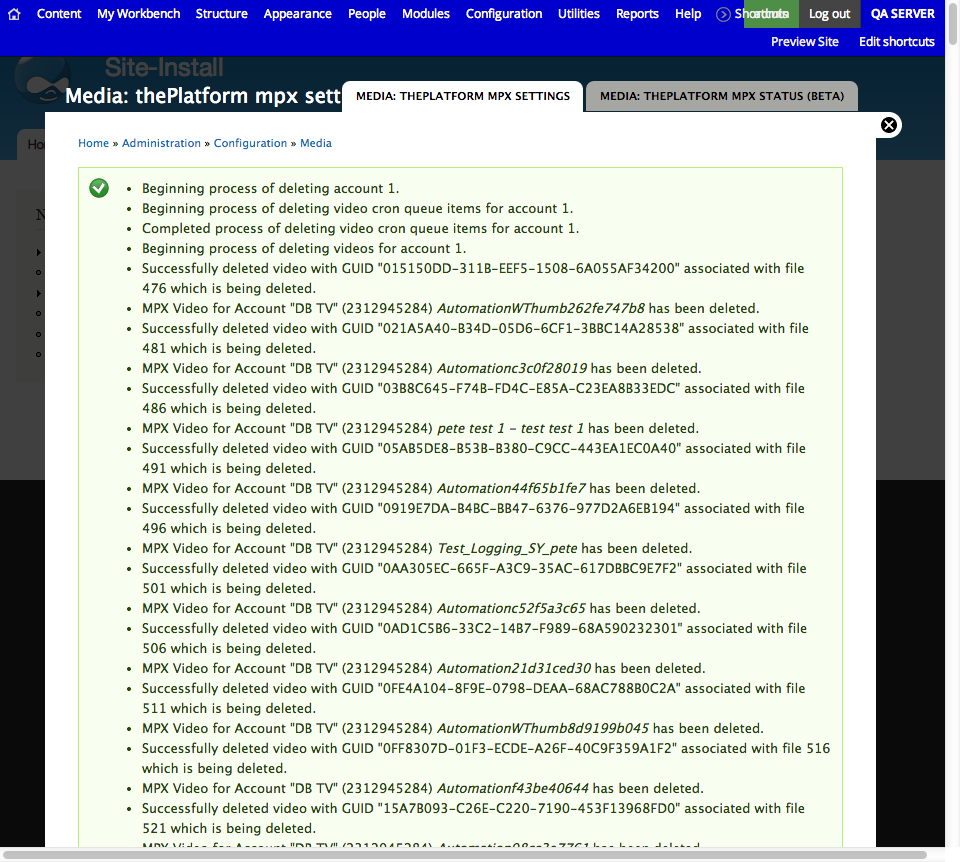 Content My Workbench Structure Appearance People Modules Configuration Utilities Reports Help Log out QA SERVER
Preview Site Edit shortcuts
Site-Install
Media: thePlatform mpx sett MEDIA: THEPLATFORM MPX SETTINGS MEDIA: THEPLATFORM MPX STATUS (BETA)
Home » Administration » Configuration » Media
Beginning process of deleting account 1.
Beginning process of deleting video cron queue items for account 1.
Completed process of deleting video cron queue items for account 1.
Beginning process of deleting videos for account 1.
Successfully deleted video with GUID "015150DD-311B-EEF5-1508-6A055AF34200" associated with file
476 which is being deleted.
MPX Video for Account "DB TV" (2312945284) AutomationWThumb262fe747b8 has been deleted.
Successfully deleted video with GUID "021A5A40-B34D-05D6-6CF1-3BBC14A28538" associated with file
481 which is being deleted.
MPX Video for Account "DB TV" (2312945284) Automationc3c0f28019 has been deleted.
Successfully deleted video with GUID "03B8C645-F74B-FD4C-E85A-C23EA8B33EDC" associated with file
486 which is being deleted.
MPX Video for Account "DB TV" (2312945284) pete test 1 - test test 1 has been deleted.
Successfully deleted video with GUID "05AB5DE8-B53B-B380-C9CC-443EA1EC0A40" associated with file
491 which is being deleted.
MPX Video for Account "DB TV" (2312945284) Automation44f65b1fe7 has been deleted.
Successfully deleted video with GUID "0919E7DA-B4BC-BB47-6376-977D2A6EB194" associated with file
496 which is being deleted.
MPX Video for Account "DB TV" (2312945284) Test_Logging_SY_pete has been deleted.
Successfully deleted video with GUID "0AA305EC-665F-A3C9-35AC-617DBBC9E7F2" associated with file
501 which is being deleted.
MPX Video for Account "DB TV" (2312945284) Automationc52f5a3c65 has been deleted.
Successfully deleted video with GUID "0AD1C5B6-33C2-14B7-F989-68A590232301" associated with file
506 which is being deleted.
MPX Video for Account "DB TV" (2312945284) Automation21d31ced30 has been deleted.
Successfully deleted video with GUID "0FE4A104-8F9E-0798-DEAA-68AC788B0C2A" associated with file
511 which is being deleted.
MPX Video for Account "DB TV" (2312945284) AutomationWThumb8d9199b045 has been deleted.
Successfully deleted video with GUID "0FF8307D-01F3-ECDE-A26F-40C9F359A1F2" associated with file 516
which is being deleted.
MPX Video for Account "DB TV" (2312945284) Automationf43be40644 has been deleted.
Successfully deleted video with GUID "15A7B093-C26E-C220-7190-453F13968FD0" associated with file
521 which is being deleted.